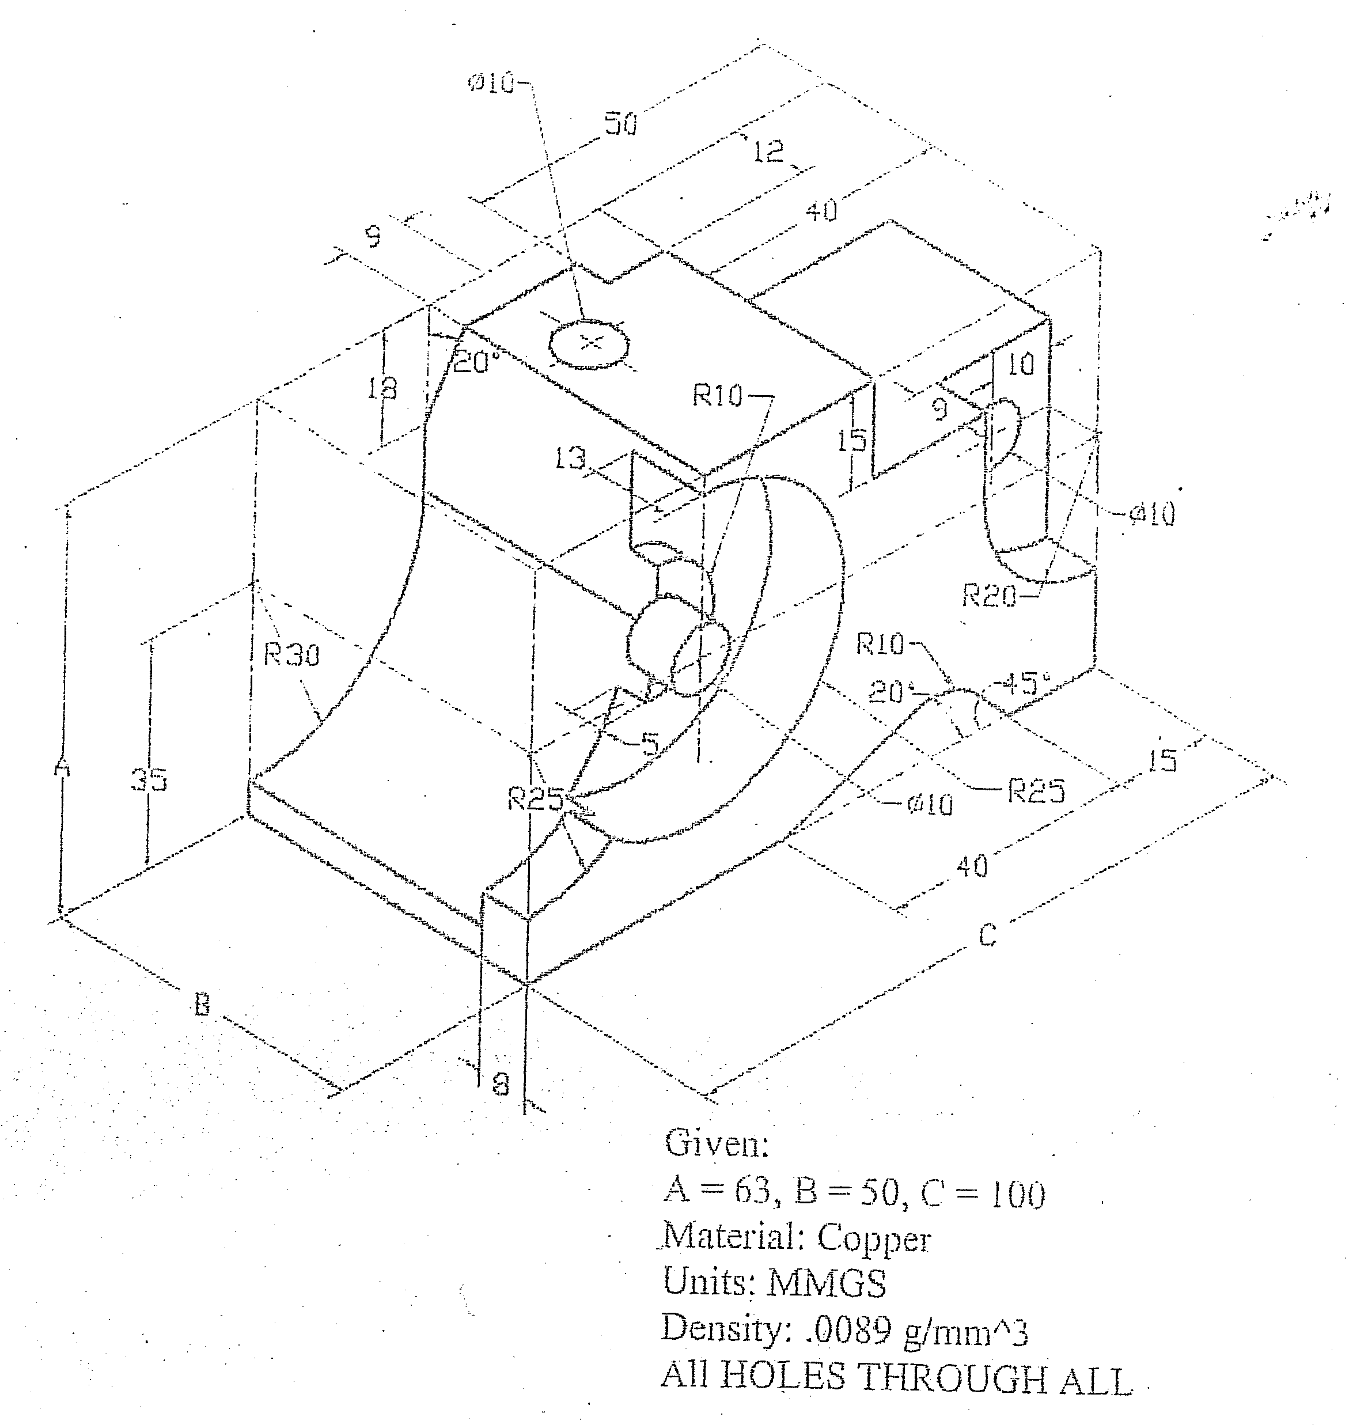 Ø10
50
12
40
9
20°
18
10
R10
9
15
13
Ø10
R20
R30
R10
20°
45°
A
35
5
15
R25
R25
Ø10
40
C
B
8
Given:
A = 63, B = 50, C = 100
Material: Copper
Units: MMGS
Density: .0089 g/mm^3
All HOLES THROUGH ALL